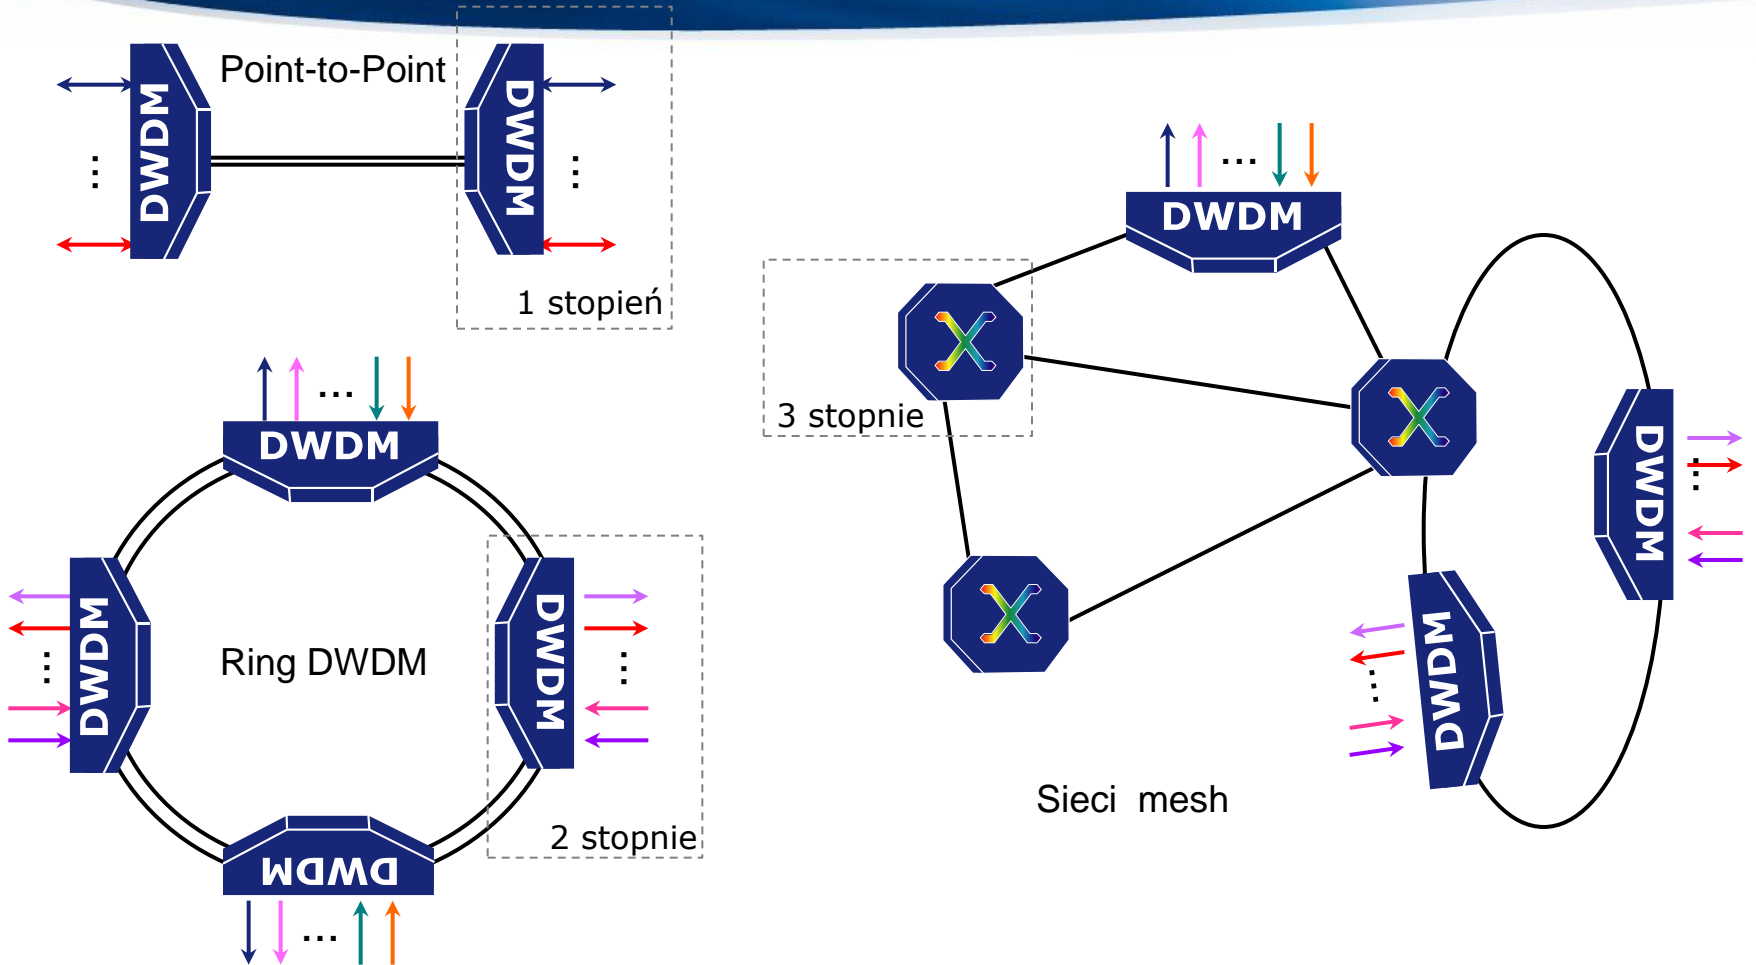 Point-to-Point
DWDM
DWDM
...
...
1 stopień
...
DWDM
DWDM
...
Ring DWDM
DWDM
...
2 stopnie
DWDM
...
...
DWDM
X
3 stopnie
X
X
DWDM
...
DWDM
...
Sieci mesh